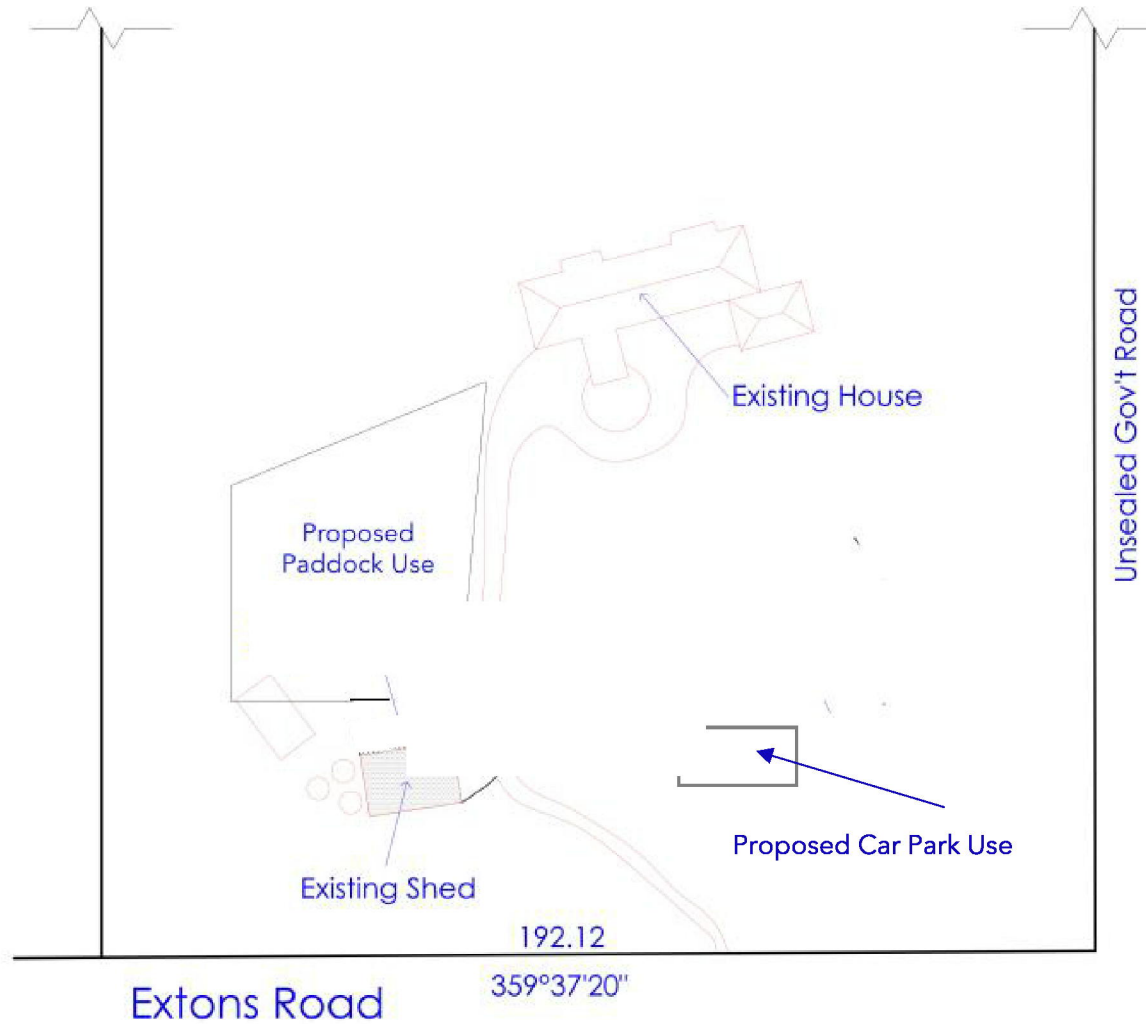 Existing House
Unsealed Gov't Road
Proposed
Paddock Use
Proposed Car Park Use
Existing Shed
192.12
359°37'20"
Extons Road